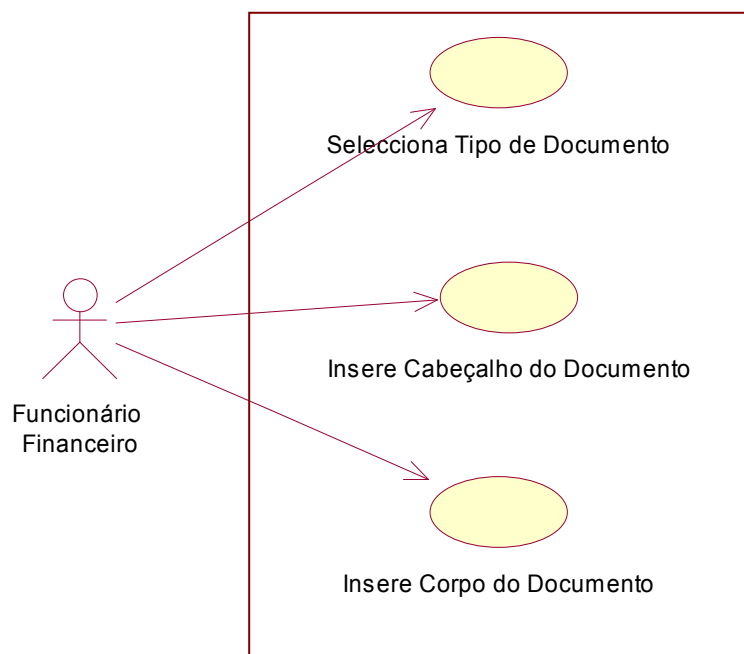 Selecciona Tipo de Documento
Insere Cabeçalho do Documento
Funcionário
Financeiro
Insere Corpo do Documento